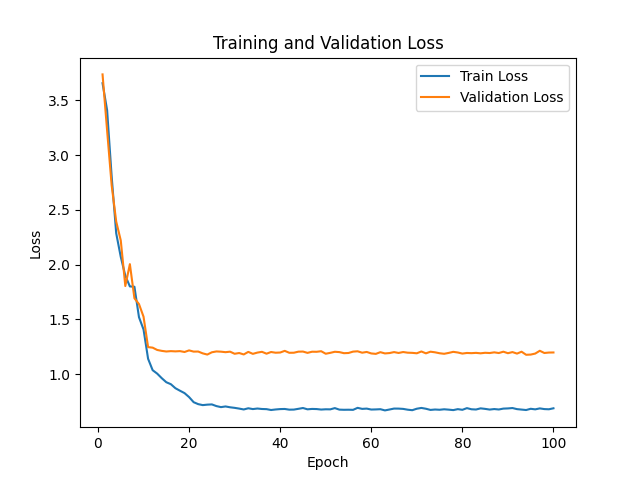 Training and Validation Loss
Train Loss
Validation Loss
3.5
3.0
2.5
2.0
1.5
1.0
Loss
0 20 40 60 80 100
Epoch